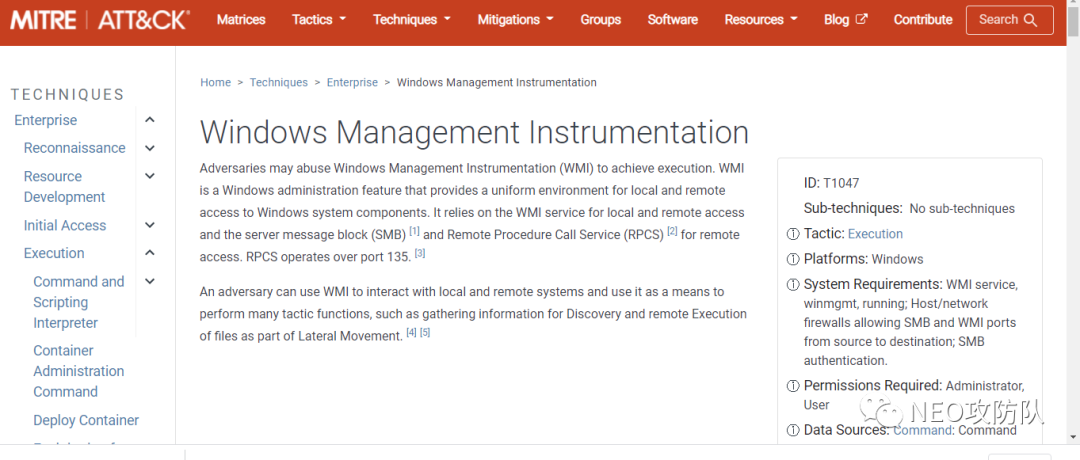 MITRE | ATT&CK®
Matrices Tactics Techniques Mitigations Groups Software Resources Blog Contribute Search
TECHNIQUES
Enterprise
Reconnaissance
Resource
Development
Initial Access
Execution
Command and
Scripting
Interpreter
Container
Administration
Command
Deploy Container
Home > Techniques > Enterprise > Windows Management Instrumentation
Windows Management Instrumentation
Adversaries may abuse Windows Management Instrumentation (WMI) to achieve execution. WMI
is a Windows administration feature that provides a uniform environment for local and remote
access to Windows system components. It relies on the WMI service for local and remote access
and the server message block (SMB) [1] and Remote Procedure Call Service (RPCS) [2] for remote
access. RPCS operates over port 135. [3]
An adversary can use WMI to interact with local and remote systems and use it as a means to
perform many tactic functions, such as gathering information for Discovery and remote Execution
of files as part of Lateral Movement. [4] [5]
ID: T1047
Sub-techniques: No sub-techniques
Tactic: Execution
Platforms: Windows
System Requirements: WMI service,
winmgmt, running; Host/network
firewalls allowing SMB and WMI ports
from source to destination; SMB
authentication.
Permissions Required: Administrator,
User
Data Sources: Command: Command
NEO攻防队